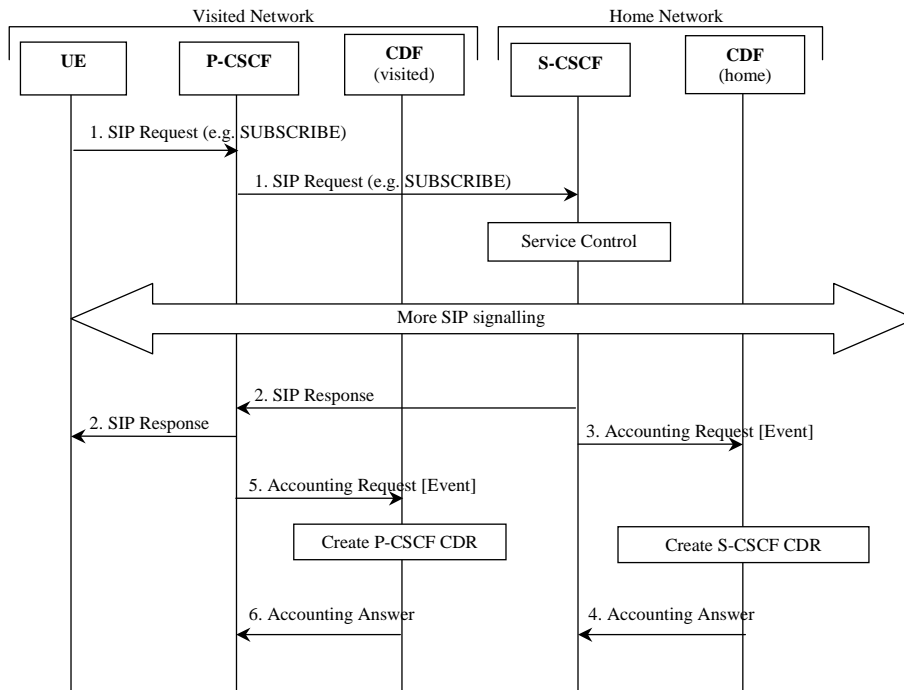 Visited Network
Home Network
UE
P-CSCF
CDF
(visited)
S-CSCF
CDF
(home)
1. SIP Request (e.g. SUBSCRIBE)
1. SIP Request (e.g. SUBSCRIBE)
Service Control
More SIP signalling
2. SIP Response
2. SIP Response
3. Accounting Request [Event]
5. Accounting Request [Event]
Create P-CSCF CDR
Create S-CSCF CDR
6. Accounting Answer
4. Accounting Answer